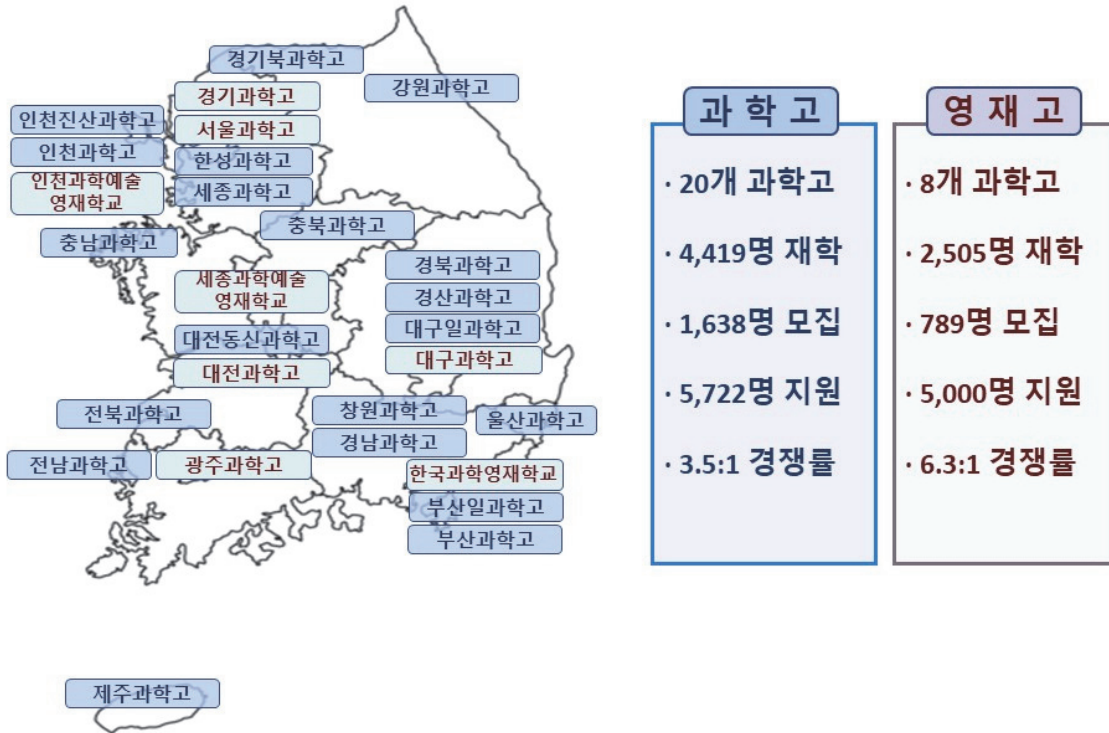 경기북과학고
강원과학고
경기과학고
인천진산과학고
서울과학고
인천과학고
한성과학고
인천과학예술
영재학교
세종과학고
충북과학고
충남과학고
경북과학고
세종과학예술
영재학교
경산과학고
대구일과학고
대전동신과학고
대구과학고
대전과학고
전북과학고
창원과학고
울산과학고
경남과학고
전남과학고
광주과학고
한국과학영재학교
부산일과학고
부산과학고
제주과학고
과 학 고
· 20개 과학고
· 4,419명 재학
· 1,638명 모집
· 5,722명 지원
· 3.5:1 경쟁률
영 재 고
· 8개 과학고
· 2,505명 재학
· 789명 모집
· 5,000명 지원
· 6.3:1 경쟁률